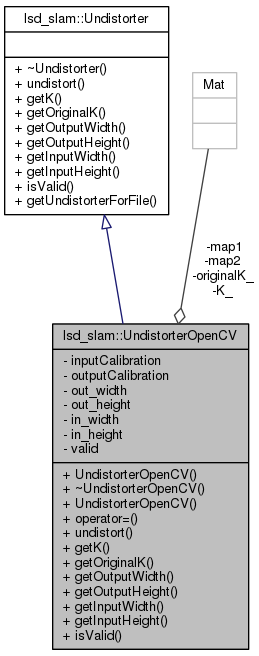 lsd_slam::Undistorter
+ ~Undistorter()
+ undistort()
+ getK()
+ getOriginalK()
+ getOutputWidth()
+ getOutputHeight()
+ getInputWidth()
+ getInputHeight()
+ isValid()
+ getUndistorterForFile()
Mat
-map1
-map2
-originalK_
-K_
lsd_slam::UndistorterOpenCV
- inputCalibration
- outputCalibration
- out_width
- out_height
- in_width
- in_height
- valid
+ UndistorterOpenCV()
+ ~UndistorterOpenCV()
+ UndistorterOpenCV()
+ operator=()
+ undistort()
+ getK()
+ getOriginalK()
+ getOutputWidth()
+ getOutputHeight()
+ getInputWidth()
+ getInputHeight()
+ isValid()